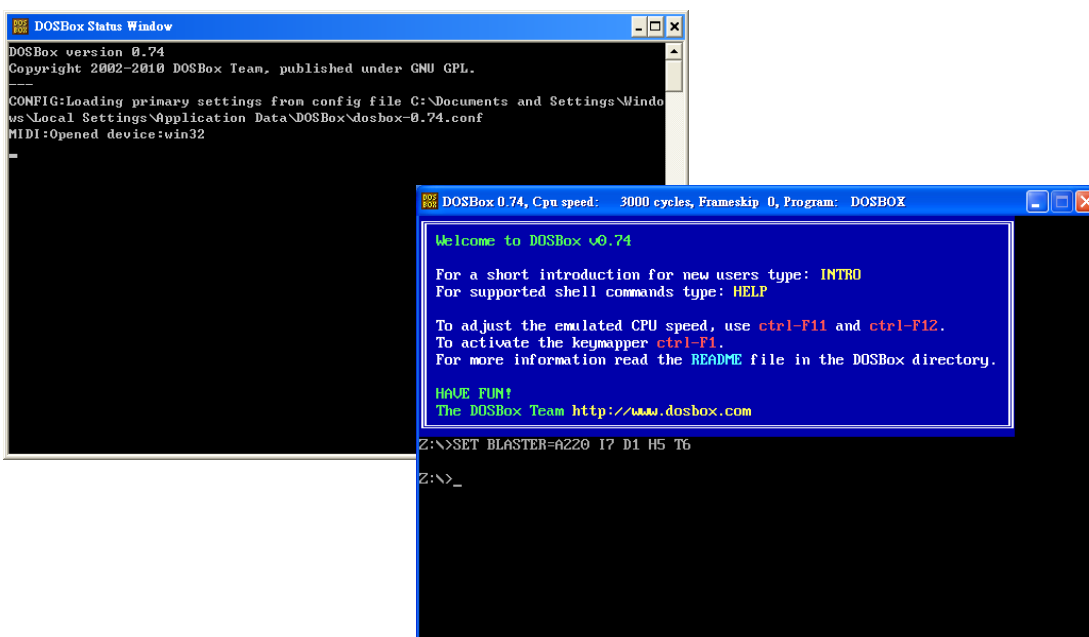 DOSBox Status Window
DOSBox version 0.74
Copyright 2002-2010 DOSBox Team, published under GNU GPL.
---
CONFIG:Loading primary settings from config file C:\Documents and Settings\Windo
ws\Local Settings\Application Data\DOSBox\dosbox-0.74.conf
MIDI:Opened device:win32
DOSBox 0.74, Cpu speed: 3000 cycles, Frameskip 0, Program: DOSBOX
Welcome to DOSBox v0.74
For a short introduction for new users type: INTRO
For supported shell commands type: HELP
To adjust the emulated CPU speed, use ctrl-F11 and ctrl-F12.
To activate the keymapper ctrl-F1.
For more information read the README file in the DOSBox directory.
HAVE FUN!
The DOSBox Team http://www.dosbox.com
Z:\>SET BLASTER=A220 I7 D1 H5 T6
Z:\>_